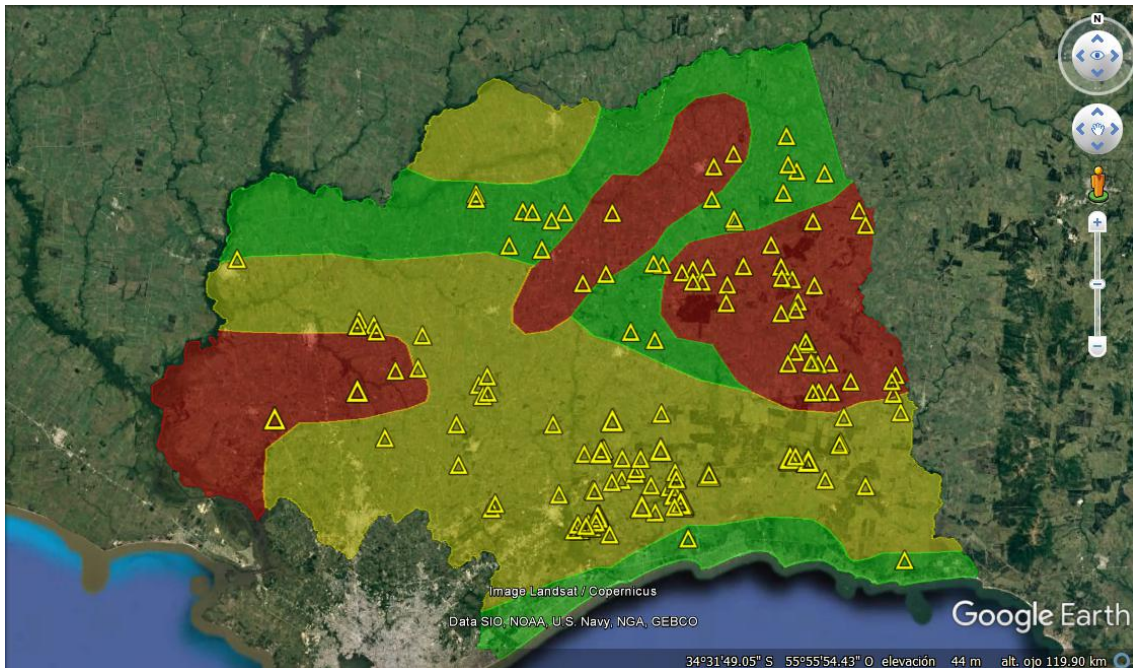 N
Image Landsat / Copernicus
Data SIO, NOAA, U.S. Navy, NGA, GEBCO
Google Earth
34°31'49.05" S 55°55'54.43" O elevación 44 m alt. ojo 119.90 km